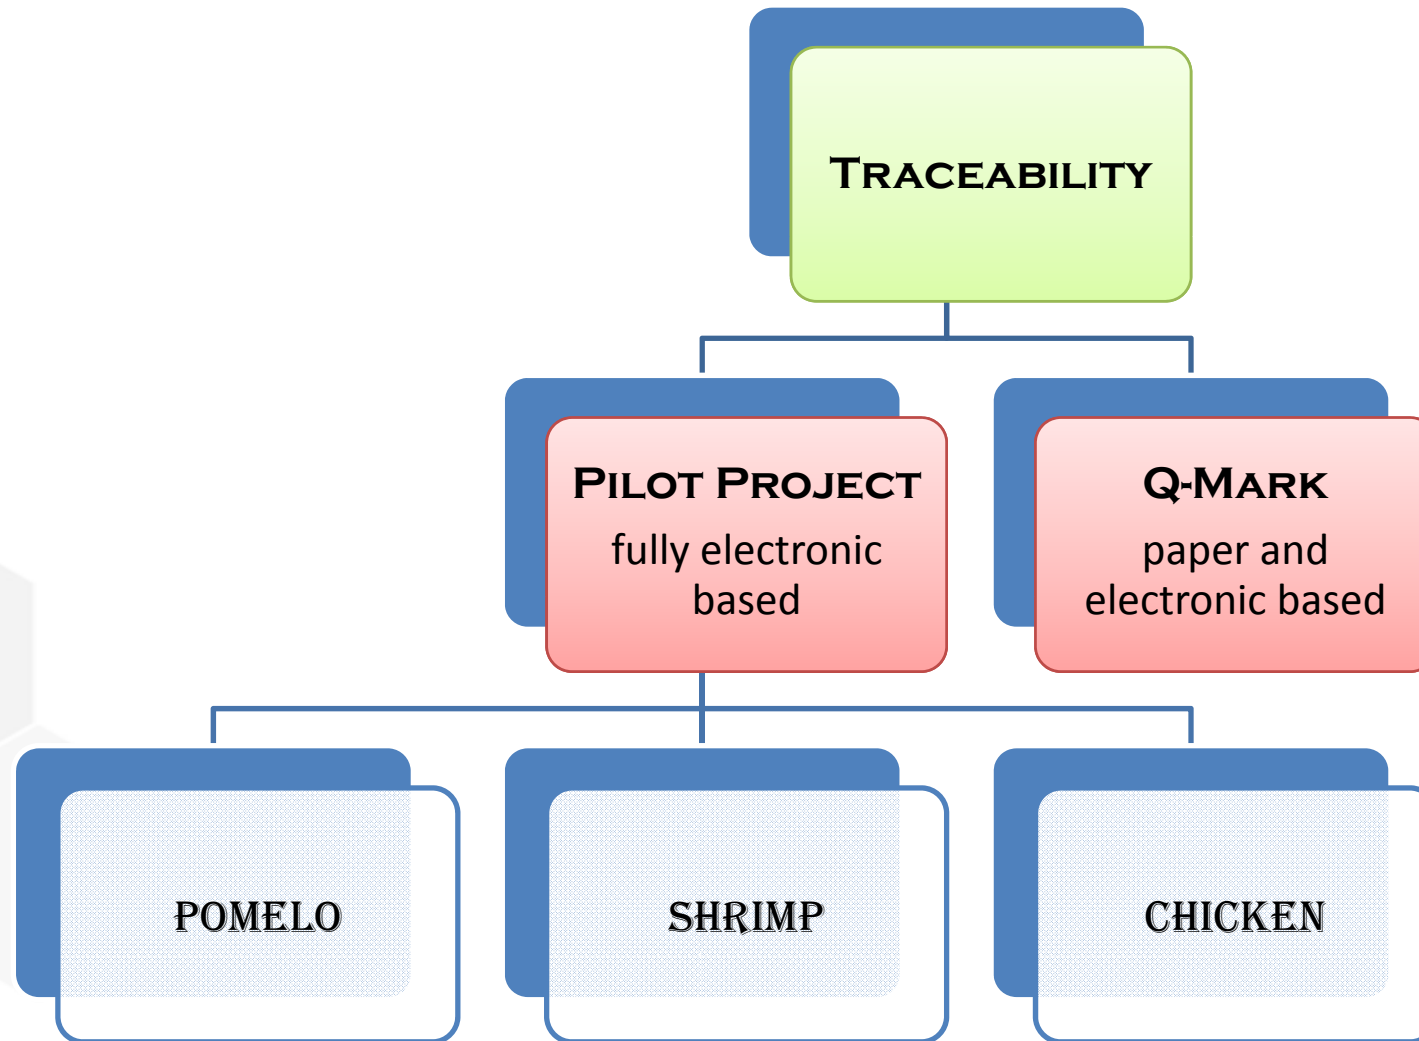 TRACEABILITY
PILOT PROJECT
fully electronic
based
Q-MARK
paper and
electronic based
POMELO
SHRIMP
CHICKEN